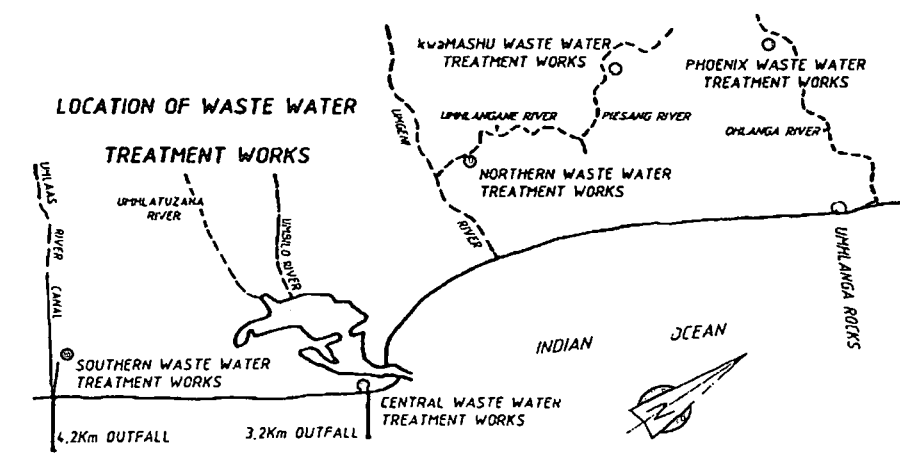 kwaMASHU WASTE WATER
TREATMENT WORKS
PHOENIX WASTE WATER
TREATMENT WORKS
LOCATION OF WASTE WATER
TREATMENT WORKS
UMGENI
RIVER
UMHLANGANE RIVER
PIESANG RIVER
OHLANGA RIVER
NORTHERN WASTE WATER
TREATMENT WORKS
UMLAAS
RIVER
CANAL
UMHLATUZANA
RIVER
UMBILO RIVER
UMHLANGA ROCKS
INDIAN OCEAN
SOUTHERN WASTE WATER
TREATMENT WORKS
CENTRAL WASTE WATER
TREATMENT WORKS
4.2Km OUTFALL
3.2Km OUTFALL
N